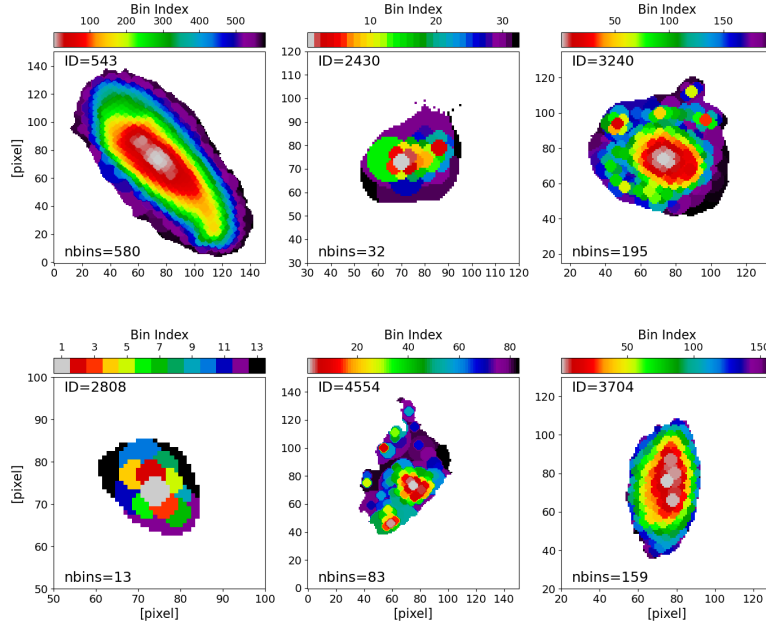 Bin Index Bin Index Bin Index
100 200 300 400 500 10 20 30 50 100 150
ID=543 ID=2430 ID=3240
140 120 120
120 110 100
100 100 80
80 90 60
60 80 40
40 70 20
20 60
0 50
40
30
[pixel]
nbins=580 nbins=32 nbins=195
0 20 40 60 80 100 120 140 30 40 50 60 70 80 90 100 110 120 20 40 60 80 100 120
Bin Index Bin Index Bin Index
1 3 5 7 9 11 13 20 40 60 80 50 100 150
ID=2808 ID=4554 ID=3704
100 140 120
90 120 100
80 100 80
70 80 60
60 60 40
50 40 20
20
0
[pixel]
nbins=13 nbins=83 nbins=159
50 60 70 80 90 100 0 20 40 60 80 100 120 140 20 40 60 80 100 120
[pixel] [pixel] [pixel]